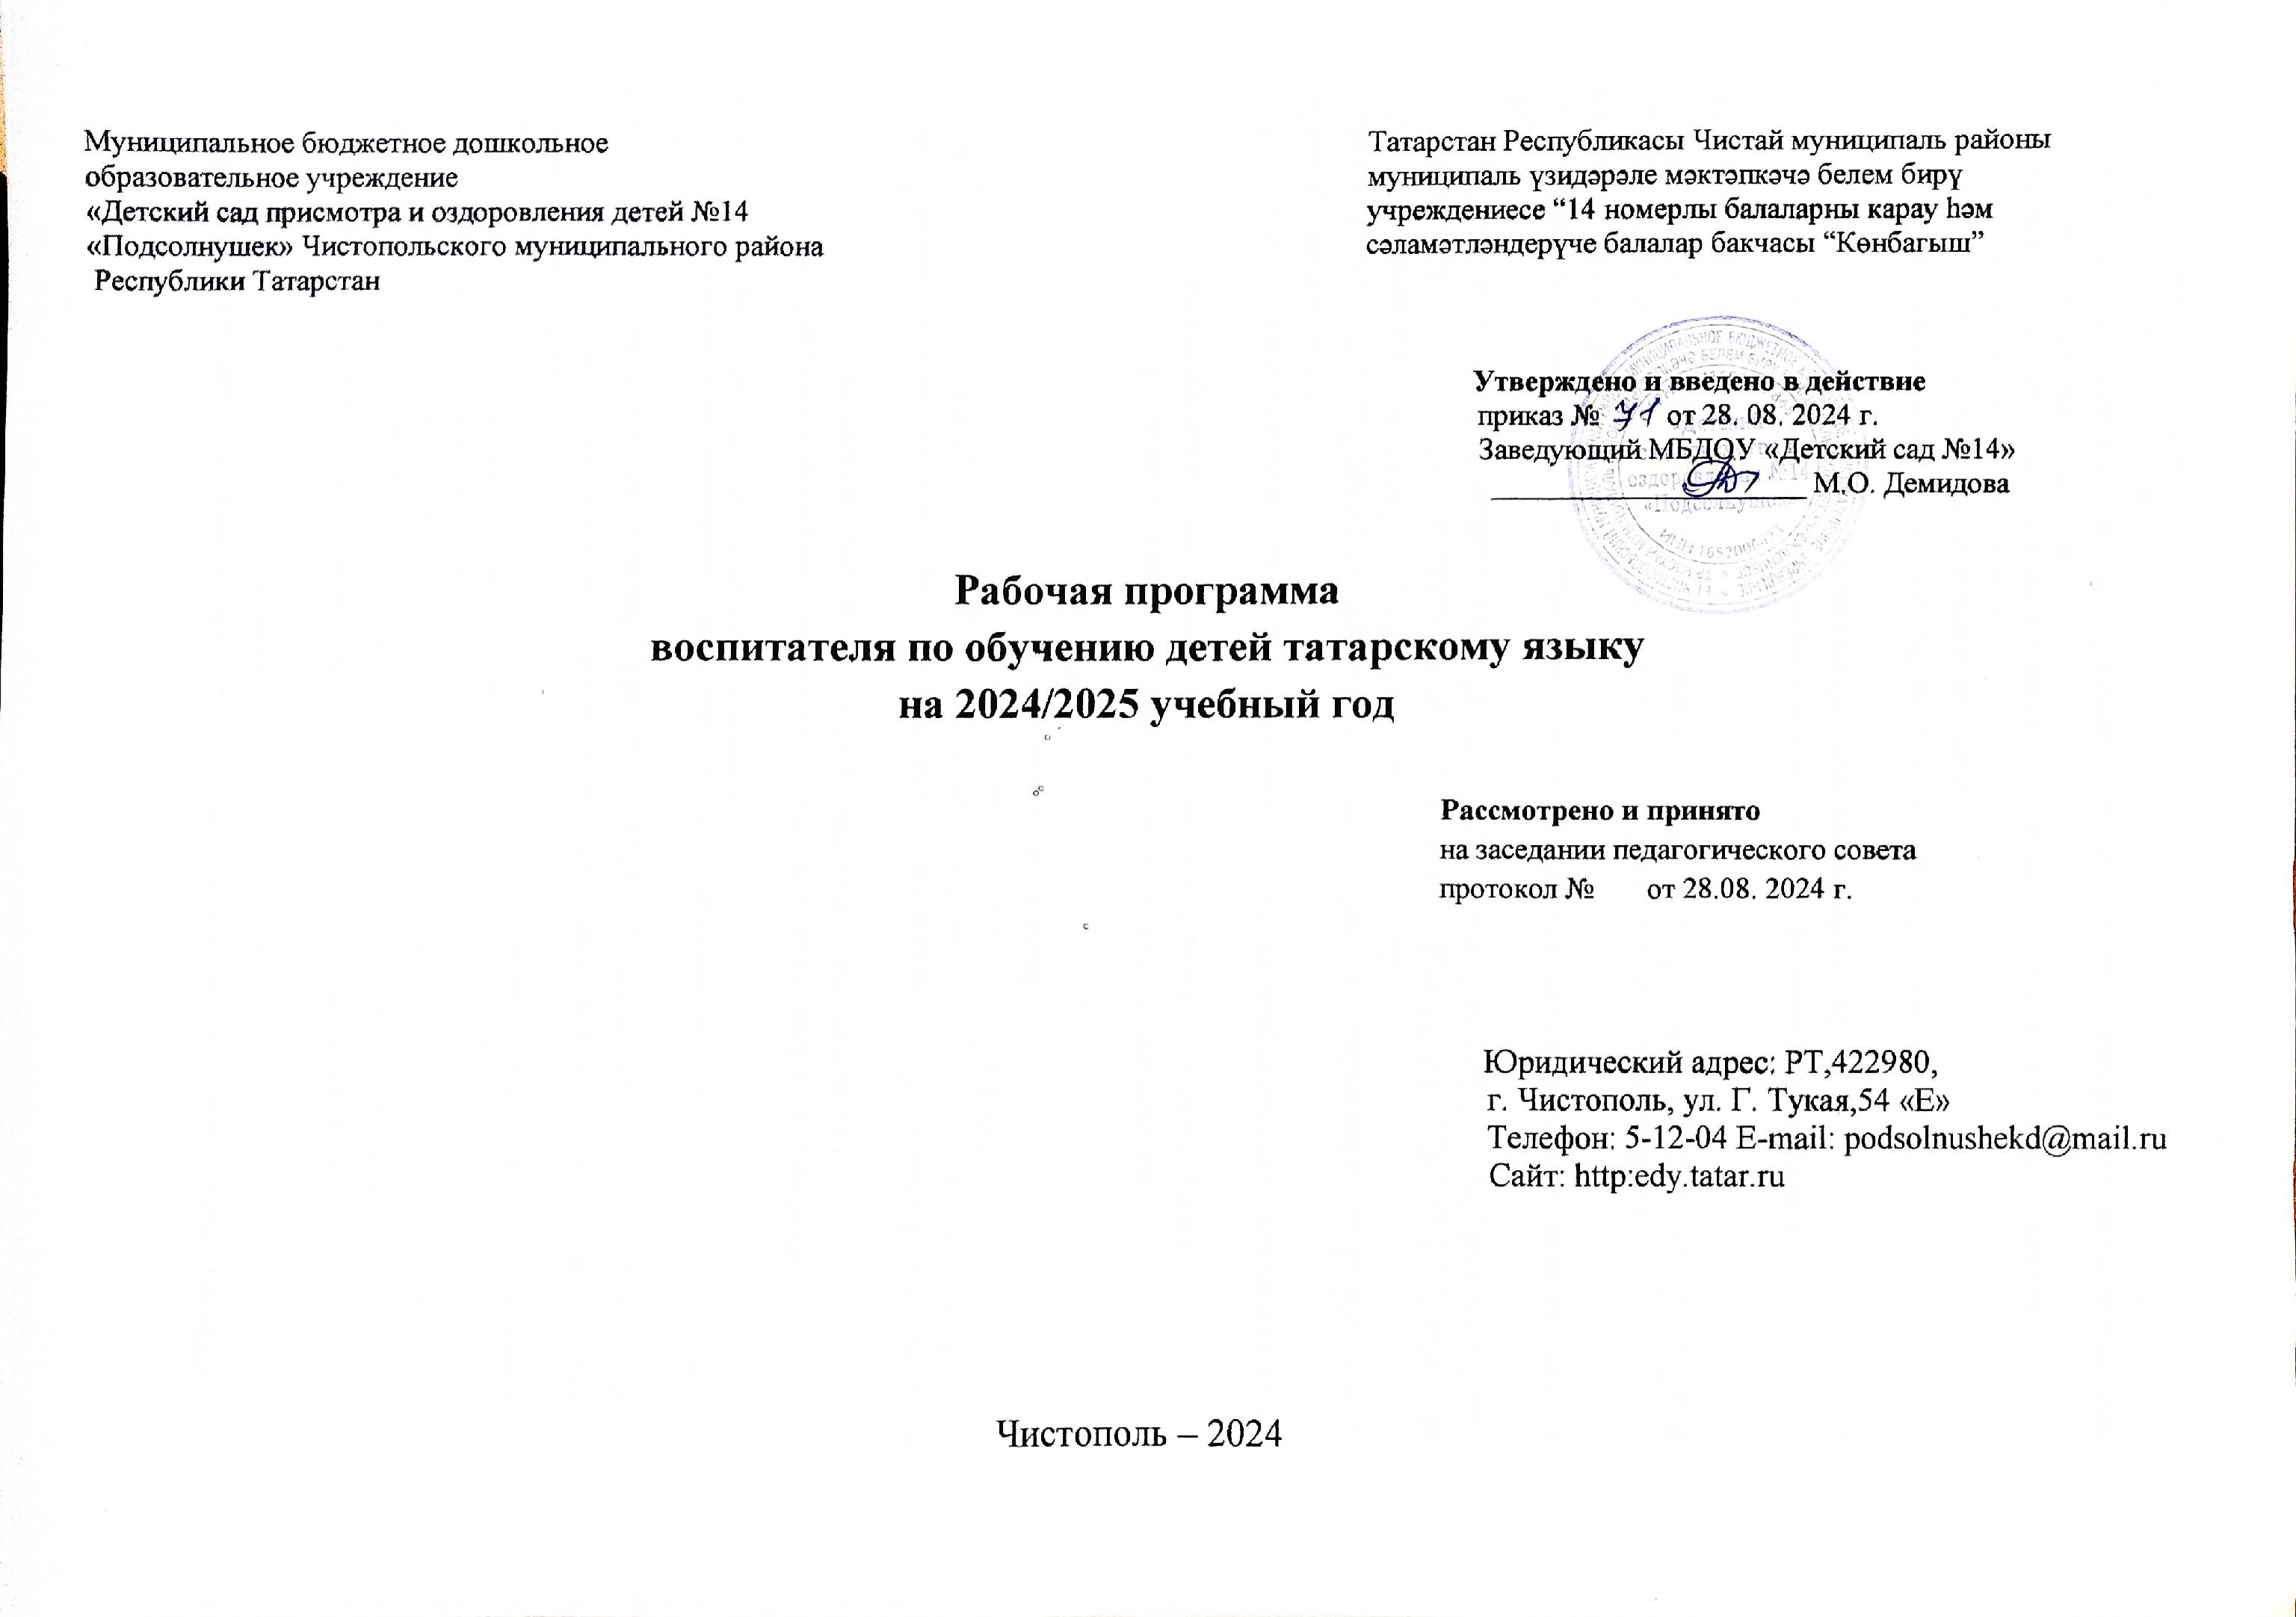 Муниципальное бюджетное дошкольное
образовательное учреждение
«Детский сад присмотра и оздоровления детей №14
«Подсолнушек» Чистопольского муниципального района
Республики Татарстан
Татарстан Республикасы Чистай муниципаль районы
муниципаль үзидәрәле мәктәпкәчә белем бирү
учреждениесе “14 номерлы балаларны карау һәм
сәламәтләндерүче балалар бакчасы “Көнбагыш”
Утверждено и введено в действие
приказ № 71 от 28. 08. 2024 г.
Заведующий МБДОУ «Детский сад №14»
М.О. Демидова
Рабочая программа
воспитателя по обучению детей татарскому языку
на 2024/2025 учебный год
Рассмотрено и принято
на заседании педагогического совета
протокол № от 28.08. 2024 г.
Юридический адрес: РТ,422980,
г. Чистополь, ул. Г. Тукая,54 «Е»
Телефон: 5-12-04 E-mail: podsolnushekd@mail.ru
Сайт: http:edy.tatar.ru
Чистополь – 2024